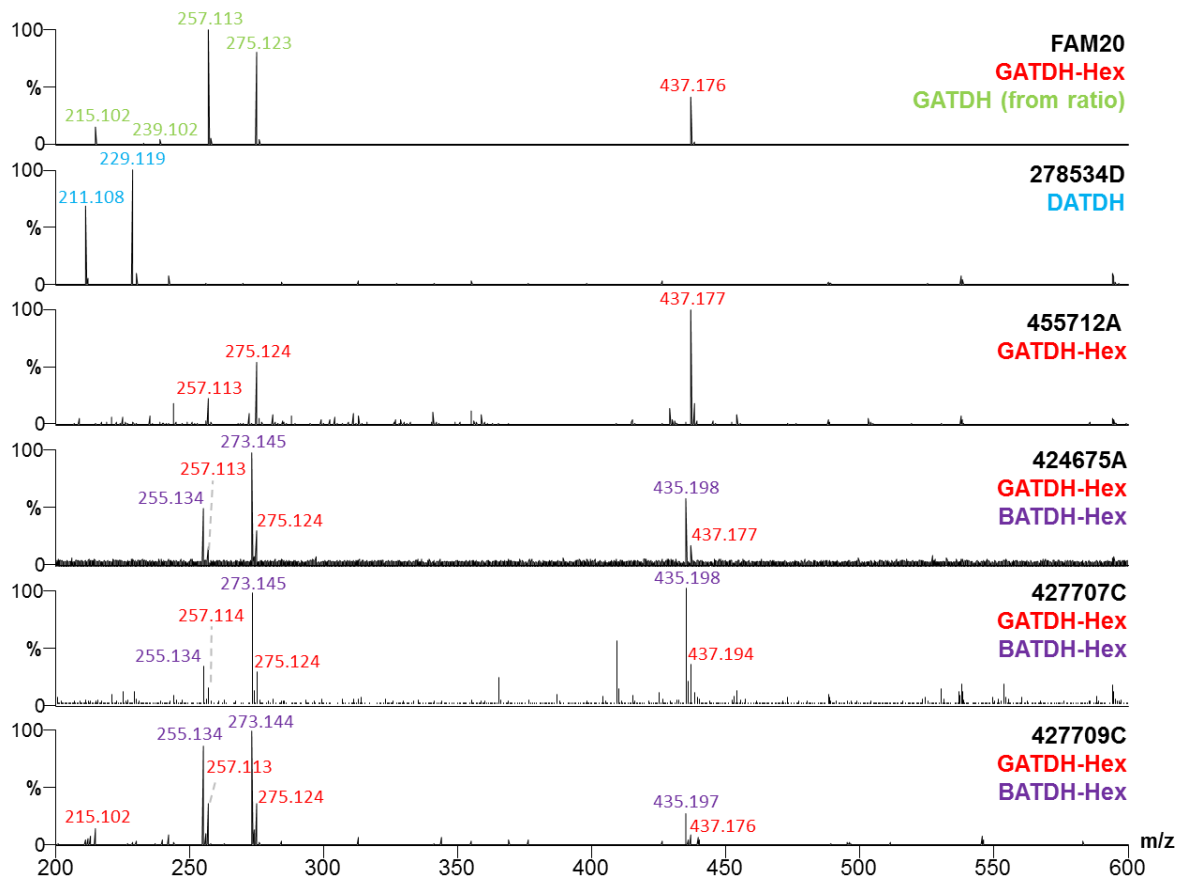 257.113
100
275.123
FAM20
GATDH-Hex
437.176
%
GATDH (from ratio)
215.102
239.102
0
229.119
100
278534D
211.108
DATDH
%
0
437.177
100
455712A
275.124
GATDH-Hex
%
257.113
0
273.145
100
424675A
257.113
GATDH-Hex
255.134
435.198
%
BATDH-Hex
275.124
437.177
0
273.145
435.198
100
427707C
257.114
GATDH-Hex
%
255.134
275.124
437.194
BATDH-Hex
0
273.144
100
255.134
427709C
257.113
GATDH-Hex
%
275.124
435.197
BATDH-Hex
215.102
437.176
0
m/z
200 250 300 350 400 450 500 550 600